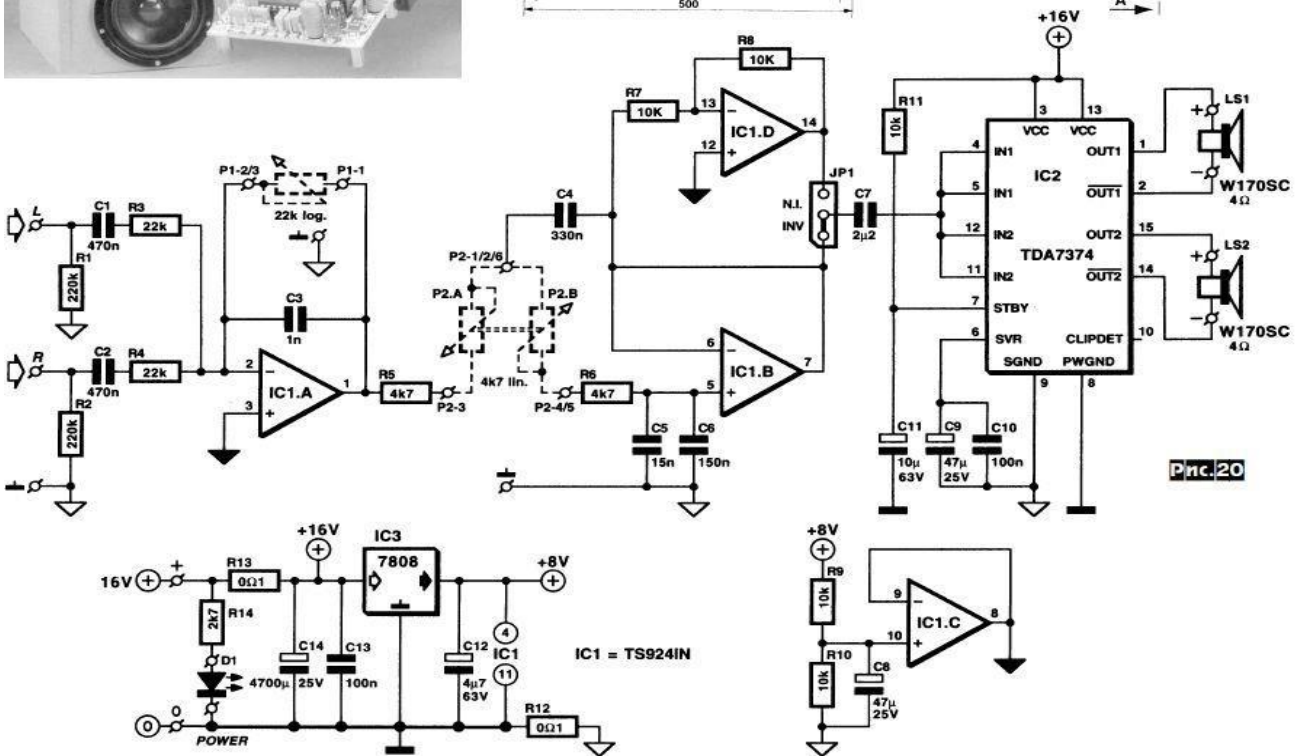 500
A
+16V
R8
10K
R7
10K
13
−
14
IC1.D
12
+
R11
10k
3
13
VCC
VCC
4
IN1
OUT1
1
LS1
+
IC2
5
IN1
OUT1
2
−
W170SC
4Ω
12
IN2
OUT2
15
LS2
+
TDA7374
11
IN2
OUT2
14
−
W170SC
4Ω
7
STBY
6
SVR
CLIPDET
10
SGND
PWGND
9
8
JP1
N.I.
INV
C7
2µ2
P1-2/3
P1-1
22k log.
L
C1
470n
R3
22k
R1
220k
C3
1n
R
C2
470n
R4
22k
R2
220k
2
−
IC1.A
1
3
+
R5
4k7
P2-3
C4
330n
P2-1/2/6
P2.A
P2.B
4k7 lin.
P2-4/5
R6
4k7
6
−
IC1.B
7
5
+
C5
15n
C6
150n
C11
10µ
63V
C9
47µ
25V
C10
100n
Рис.20
16V
+
+
R13
0Ω1
+16V
IC3
7808
+8V
R14
2k7
D1
C14
4700µ
25V
C13
100n
C12
4µ7
63V
4
IC1
11
IC1 = TS924IN
0
0
POWER
R12
0Ω1
+8V
R9
10k
R10
10k
9
−
IC1.C
8
10
+
C8
47µ
25V